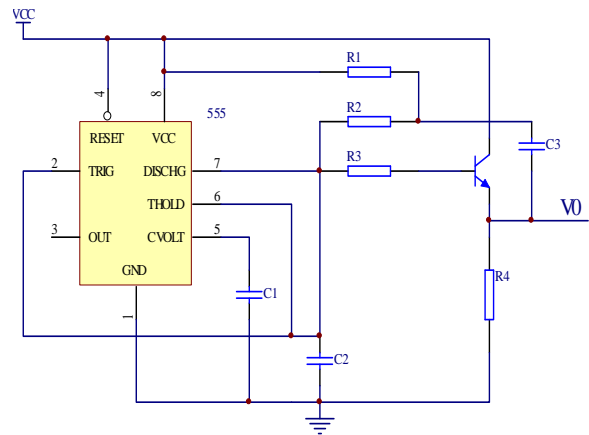 VCC
R1
4
8
555
R2
RESET VCC
C3
2 TRIG DISCHG 7
R3
THOLD 6
V0
3 OUT CVOLT 5
GND
R4
C1
1
C2